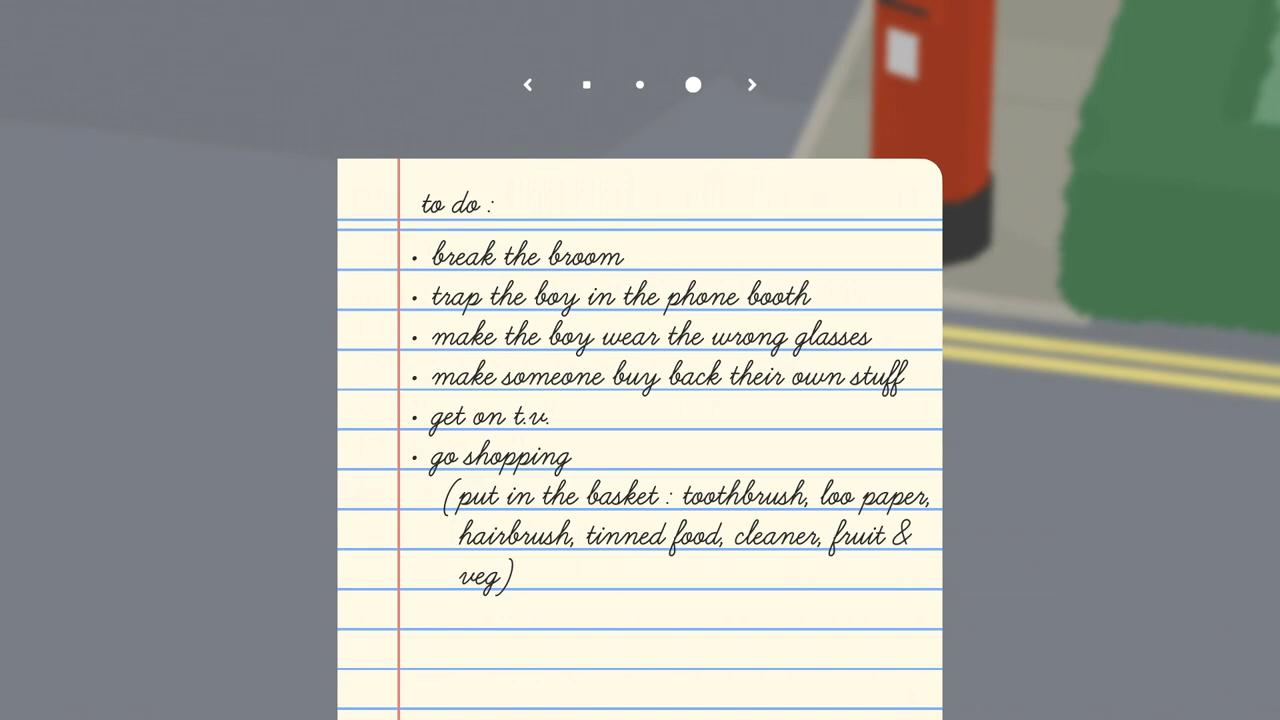 to do :
• break the broom
• trap the boy in the phone booth
• make the boy wear the wrong glasses
• make someone buy back their own stuff
• get on t.v.
• go shopping
(put in the basket : toothbrush, loo paper,
hairbrush, tinned food, cleaner, fruit &
veg)